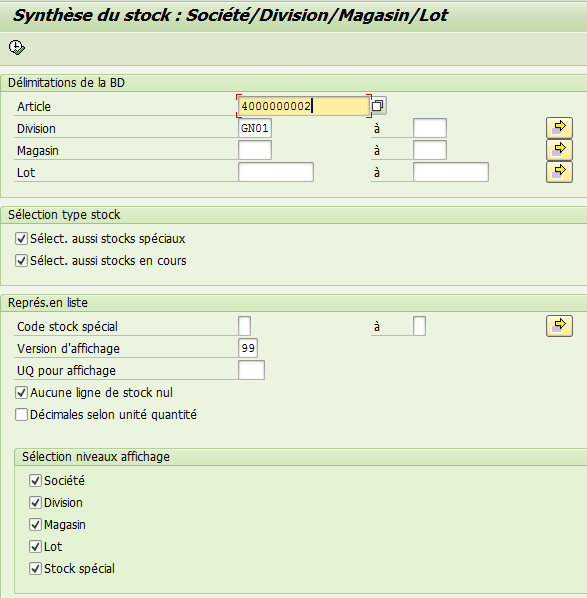 Synthèse du stock : Société/Division/Magasin/Lot
Délimitations de la BD
Article 4000000002
Division GN01 à
Magasin à
Lot à
Sélection type stock
Sélect. aussi stocks spéciaux
Sélect. aussi stocks en cours
Représ.en liste
Code stock spécial à
Version d'affichage 99
UQ pour affichage
Aucune ligne de stock nul
Décimales selon unité quantité
Sélection niveaux affichage
Société
Division
Magasin
Lot
Stock spécial